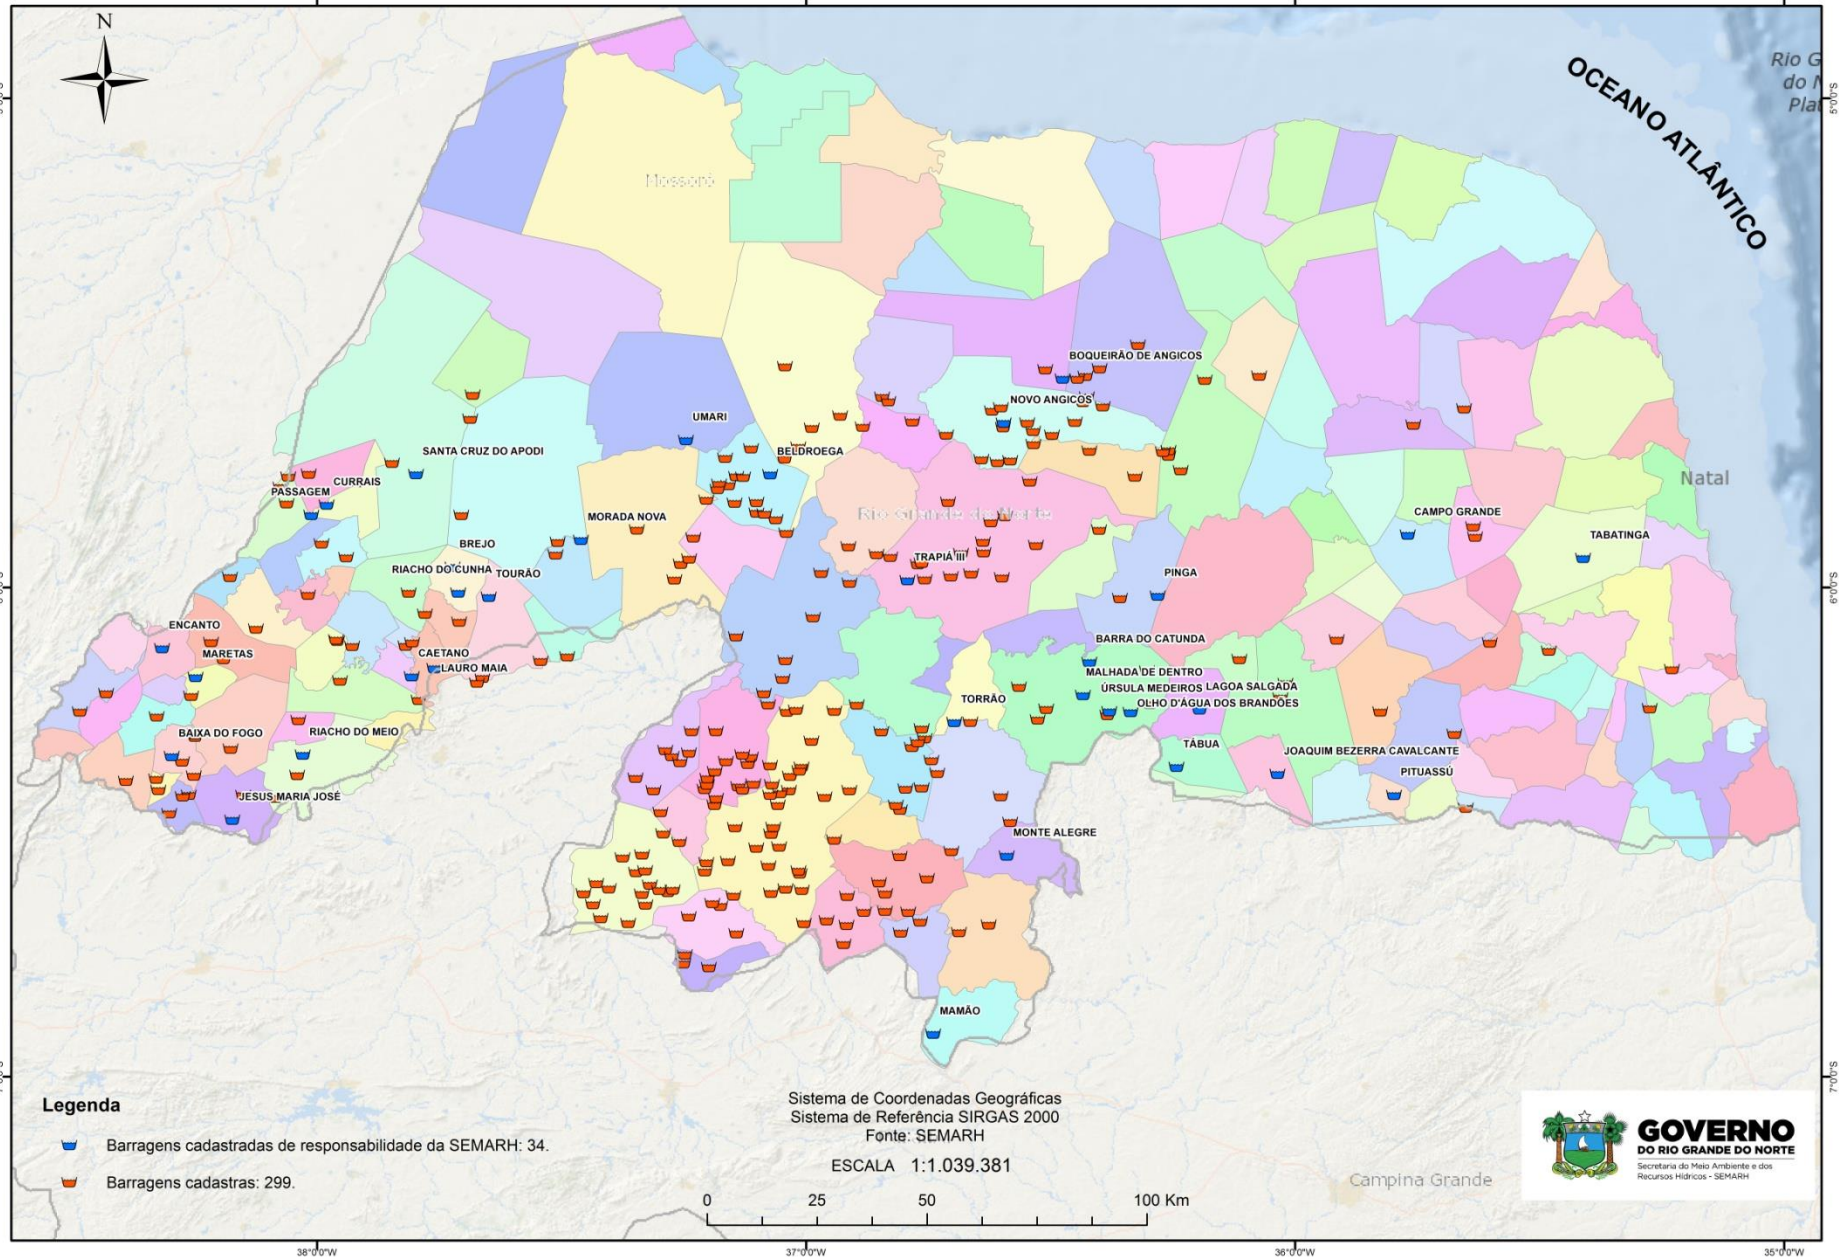 N
OCEANO ATLÂNTICO
Mossoró
BOQUEIRÃO DE ANGICOS
NOVO ANGICOS
UMARI
BELDROEGA
SANTA CRUZ DO APODI
CURRAIS
PASSAGEM
Natal
MORADA NOVA
Rio Grande do Norte
CAMPO GRANDE
TABATINGA
BREJO
TRAPIÁ III
RIACHO DO CUNHA
TOURÃO
PINGA
ENCANTO
MARETAS
CAETANO
LAURO MAIA
BARRA DO CATUNDA
MALHADA DE DENTRO
ÚRSULA MEDEIROS
LAGOA SALGADA
OLHO D'ÁGUA DOS BRANDÕES
TORRÃO
BAIXA DO FOGO
RIACHO DO MEIO
TÁBUA
JOAQUIM BEZERRA CAVALCANTE
PITUASSÚ
JESUS MARIA JOSÉ
MONTE ALEGRE
MAMÃO
Legenda
Barragens cadastradas de responsabilidade da SEMARH: 34.
Barragens cadastras: 299.
Sistema de Coordenadas Geográficas
Sistema de Referência SIRGAS 2000
Fonte: SEMARH
ESCALA 1:1.039.381
0 25 50 100 Km
Campina Grande
GOVERNO
DO RIO GRANDE DO NORTE
Secretaria do Meio Ambiente e dos
Recursos Hídricos - SEMARH
38°0'0"W 37°0'0"W 36°0'0"W 35°0'0"W